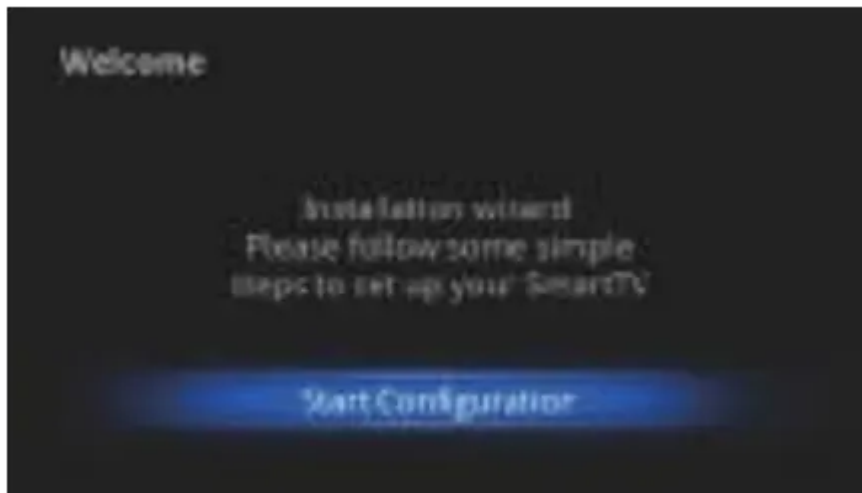 Welcome
Installation wizard
Please follow some simple
steps to set up your SmartTV
Start Configuration